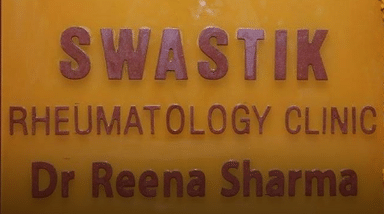 SWASTIK
RHEUMATOLOGY CLINIC
Dr Reena Sharma